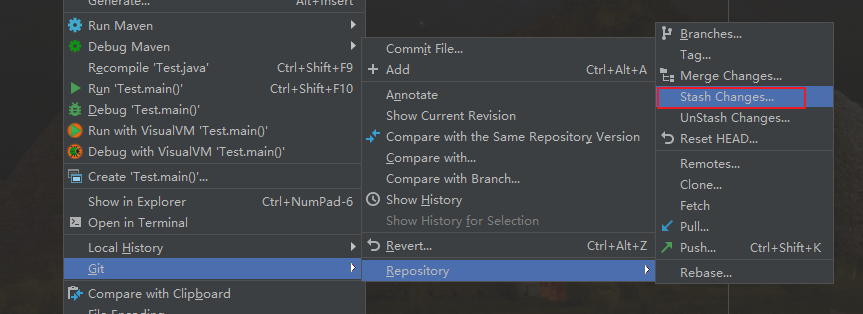 Generate... Alt+Insert
Run Maven
Debug Maven
Recompile 'Test.java' Ctrl+Shift+F9
Run 'Test.main()' Ctrl+Shift+F10
Debug 'Test.main()'
Run with VisualVM 'Test.main()'
Debug with VisualVM 'Test.main()'
Create 'Test.main()'...
Show in Explorer Ctrl+NumPad-6
Open in Terminal
Local History
Git
Compare with Clipboard
File Encoding
Commit File...
Add Ctrl+Alt+A
Annotate
Show Current Revision
Compare with the Same Repository Version
Compare with...
Compare with Branch...
Show History
Show History for Selection
Revert... Ctrl+Alt+Z
Repository
Branches...
Tag...
Merge Changes...
Stash Changes...
UnStash Changes...
Reset HEAD...
Remotes...
Clone...
Fetch
Pull...
Push... Ctrl+Shift+K
Rebase...